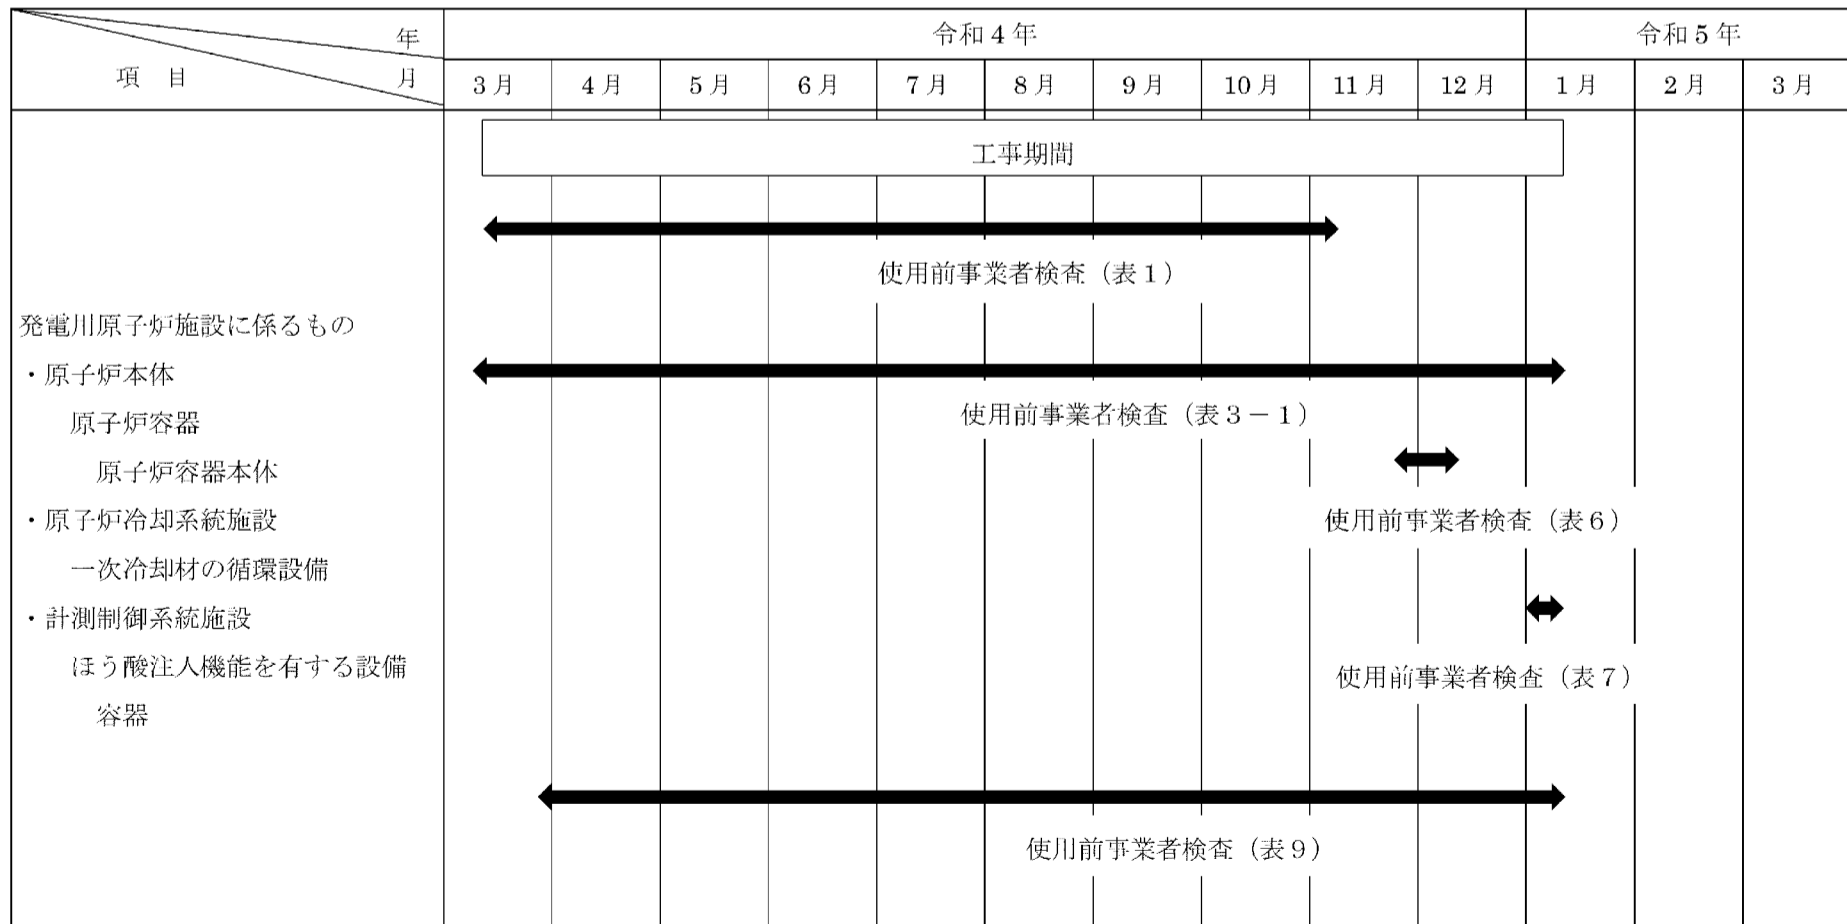 年
令和4年
令和5年
項 目
月
3月
4月
5月
6月
7月
8月
9月
10月
11月
12月
1月
2月
3月
工事期間
使用前事業者検査（表1）
発電用原子炉施設に係るもの
・原子炉本体
使用前事業者検査（表3－1）
原子炉容器
原子炉容器本体
・原子炉冷却系統施設
使用前事業者検査（表6）
一次冷却材の循環設備
・計測制御系統施設
ほう酸注入機能を有する設備
使用前事業者検査（表7）
容器
使用前事業者検査（表9）